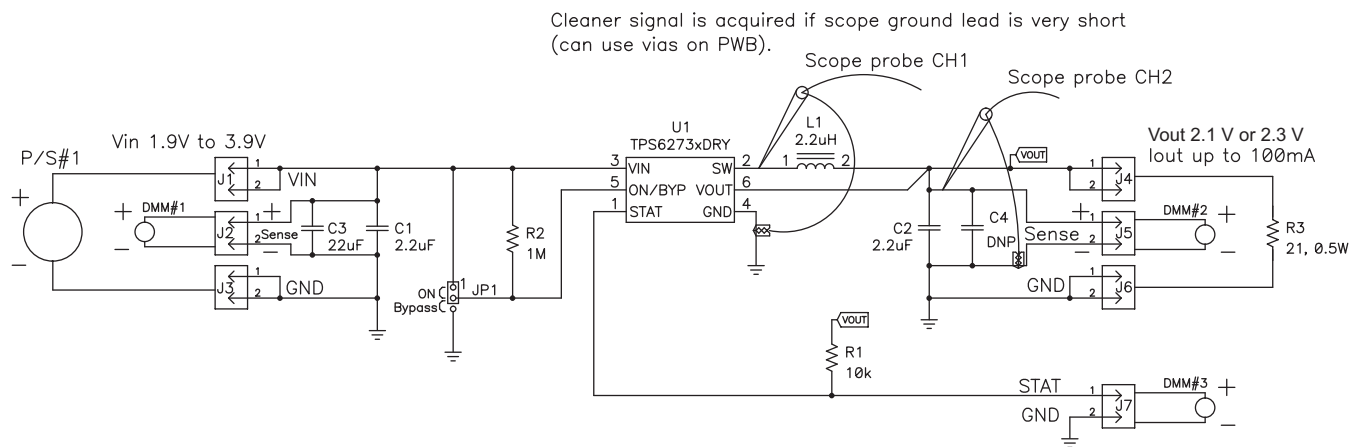 Cleaner signal is acquired if scope ground lead is very short
(can use vias on PWB).
Scope probe CH1
Scope probe CH2
Vin 1.9V to 3.9V
P/S#1
+
−
J1
1
2
VIN
DMM#1
+
−
J2
1
2
+
Sense
−
J3
1
2
GND
C3
22uF
C1
2.2uF
ON
Bypass
1
JP1
R2
1M
U1
TPS6273xDRY
3
VIN
SW
2
5
ON/BYP
VOUT
6
1
STAT
GND
4
L1
2.2uH
1
2
VOUT
C2
2.2uF
C4
DNP
Vout 2.1 V or 2.3 V
Iout up to 100mA
1
2
J4
+
Sense
−
1
2
J5
DMM#2
+
−
GND
1
2
J6
R3
21, 0.5W
VOUT
R1
10k
STAT
GND
1
2
J7
DMM#3
+
−